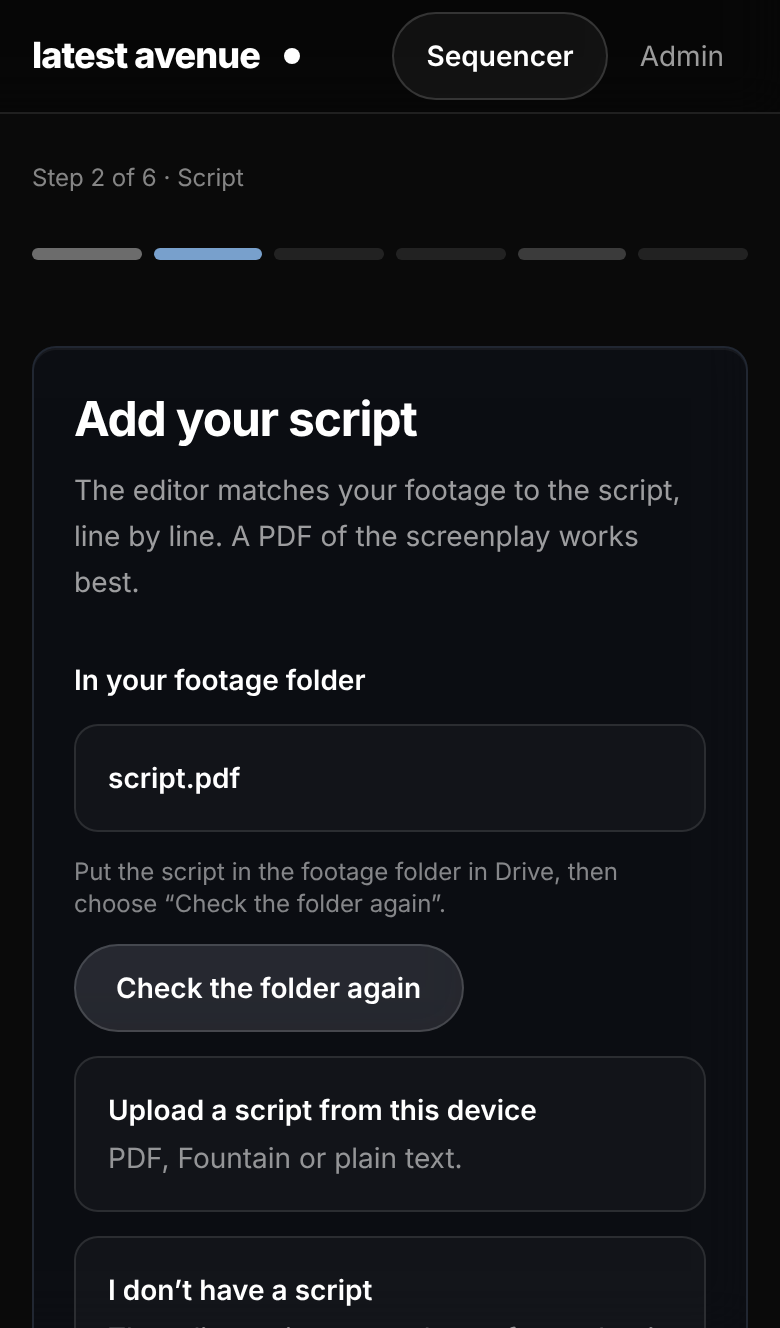 latest avenue
Sequencer
Admin
Step 2 of 6 · Script
Add your script
The editor matches your footage to the script,
line by line. A PDF of the screenplay works
best.
In your footage folder
script.pdf
Put the script in the footage folder in Drive, then
choose “Check the folder again”.
Check the folder again
Upload a script from this device
PDF, Fountain or plain text.
I don’t have a script